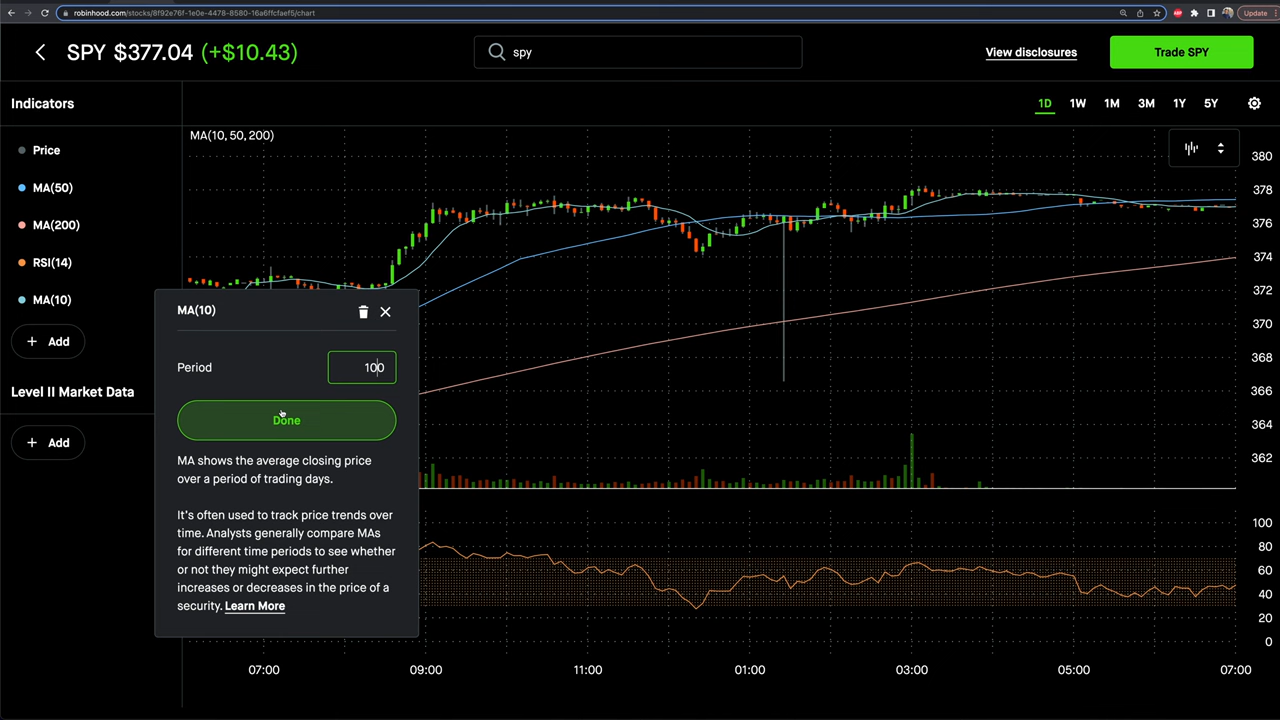 robinhood.com/stocks/8f92e76f-1e0e-4478-8580-16a6ffcfaef5/chart
ABP
Update
SPY $377.04 (+$10.43)
spy
View disclosures
Trade SPY
Indicators
1D 1W 1M 3M 1Y 5Y
Price
MA(50)
MA(200)
RSI(14)
MA(10)
+ Add
Level II Market Data
+ Add
MA(10, 50, 200)
380
378
376
374
372
370
368
366
364
362
100
80
60
40
20
0
MA(10)
Period 100
Done
MA shows the average closing price
over a period of trading days.
It's often used to track price trends over
time. Analysts generally compare MAs
for different time periods to see whether
or not they might expect further
increases or decreases in the price of a
security. Learn More
07:00 09:00 11:00 01:00 03:00 05:00 07:00